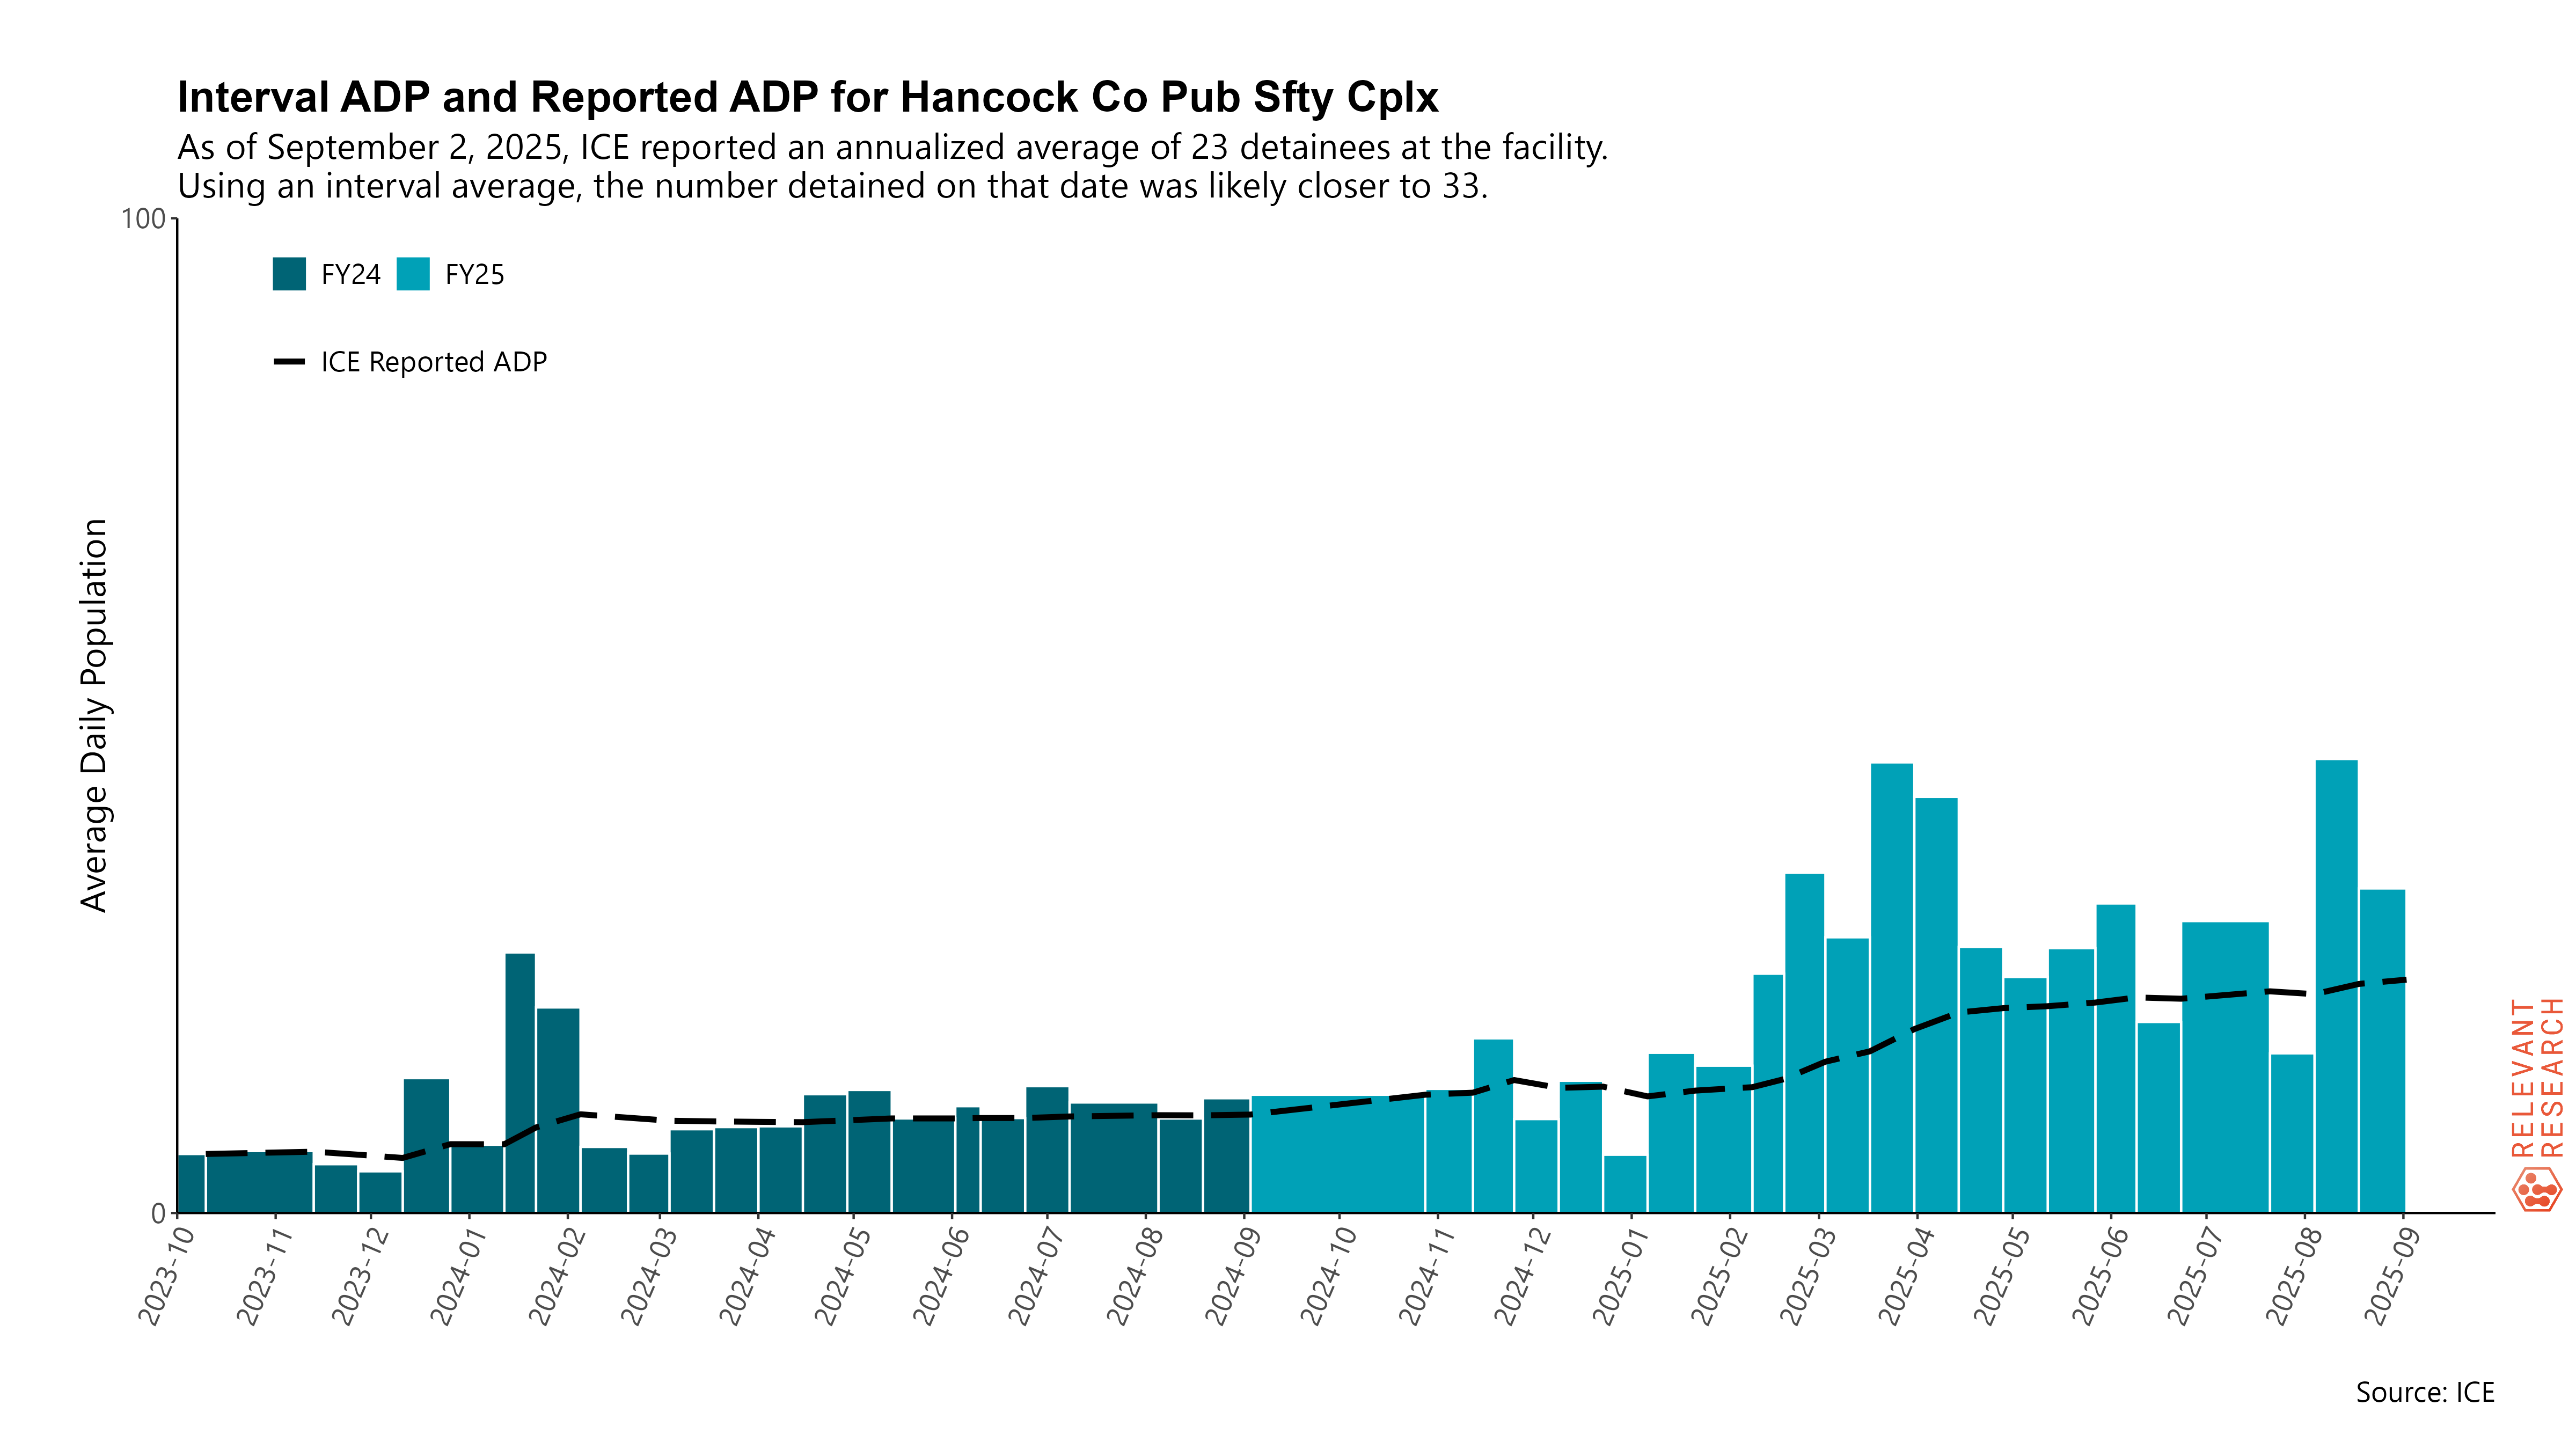 Interval ADP and Reported ADP for Hancock Co Pub Sfty Cplx
As of September 2, 2025, ICE reported an annualized average of 23 detainees at the facility.
Using an interval average, the number detained on that date was likely closer to 33.
100
FY24 FY25
ICE Reported ADP
Average Daily Population
0
2023-10 2023-11 2023-12 2024-01 2024-02 2024-03 2024-04 2024-05 2024-06 2024-07 2024-08 2024-09 2024-10 2024-11 2024-12 2025-01 2025-02 2025-03 2025-04 2025-05 2025-06 2025-07 2025-08 2025-09
RELEVANT
RESEARCH
Source: ICE